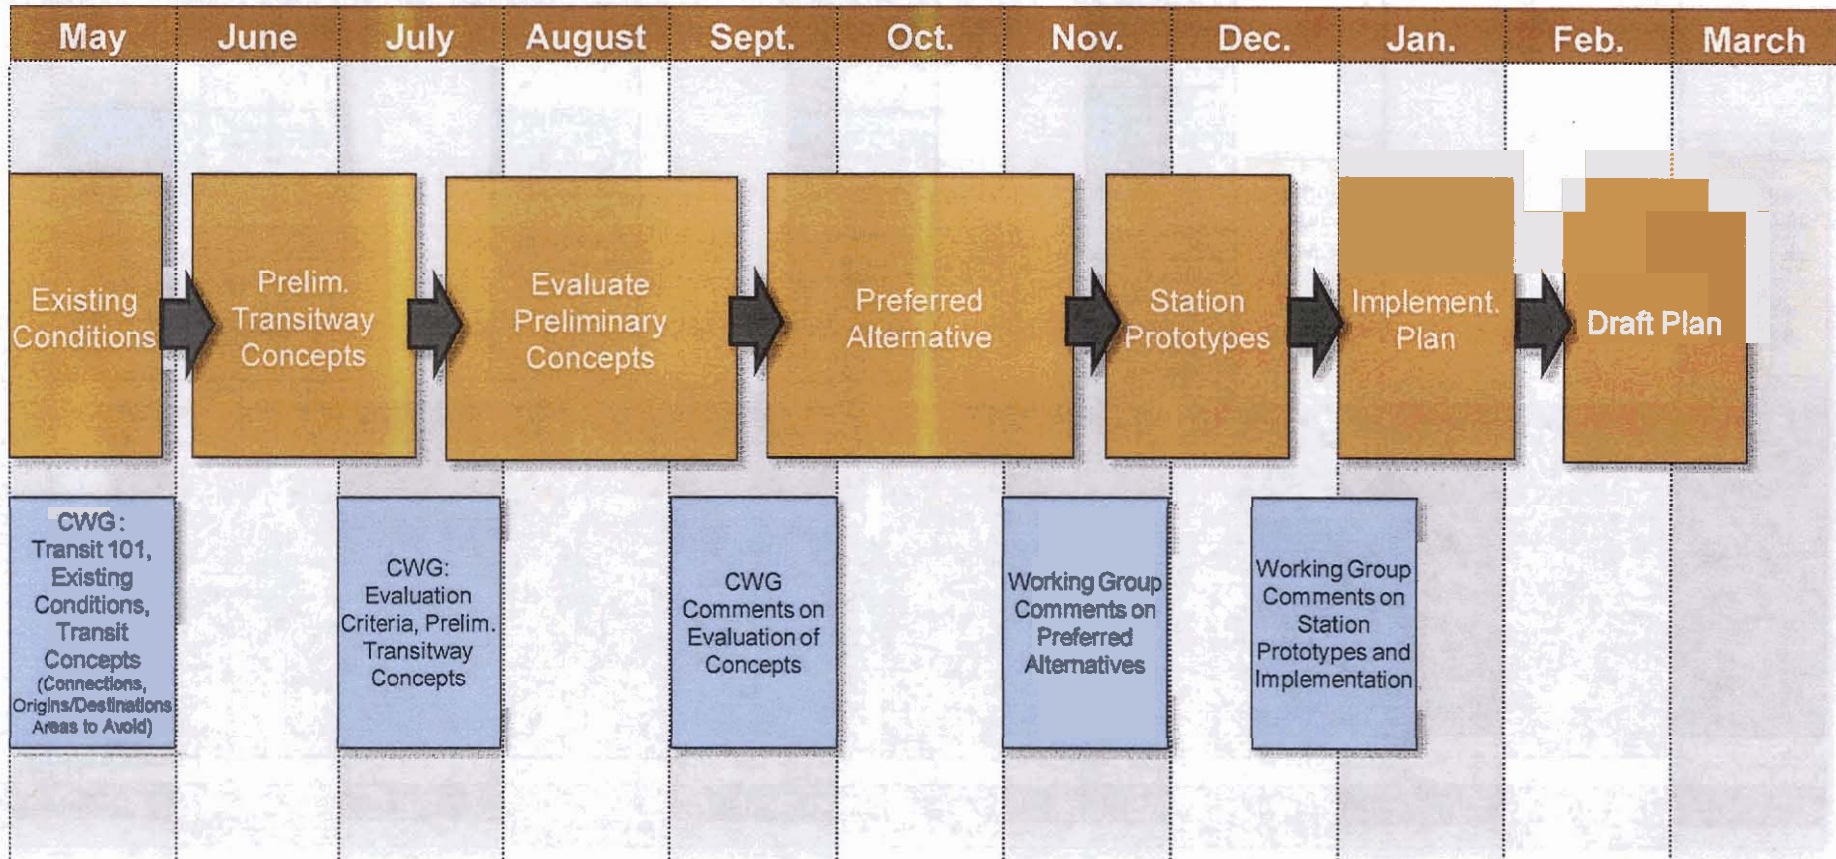 May June July August Sept. Oct. Nov. Dec. Jan. Feb. March
Existing
Conditions
Prelim.
Transitway
Concepts
Evaluate
Preliminary
Concepts
Preferred
Alternative
Station
Prototypes
Implement.
Plan
Draft Plan
CWG:
Transit 101,
Existing
Conditions,
Transit
Concepts
(Connections,
Origins/Destinations
Areas to Avoid)
CWG:
Evaluation
Criteria, Prelim.
Transitway
Concepts
CWG
Comments on
Evaluation of
Concepts
Working Group
Comments on
Preferred
Alternatives
Working Group
Comments on
Station
Prototypes and
Implementation